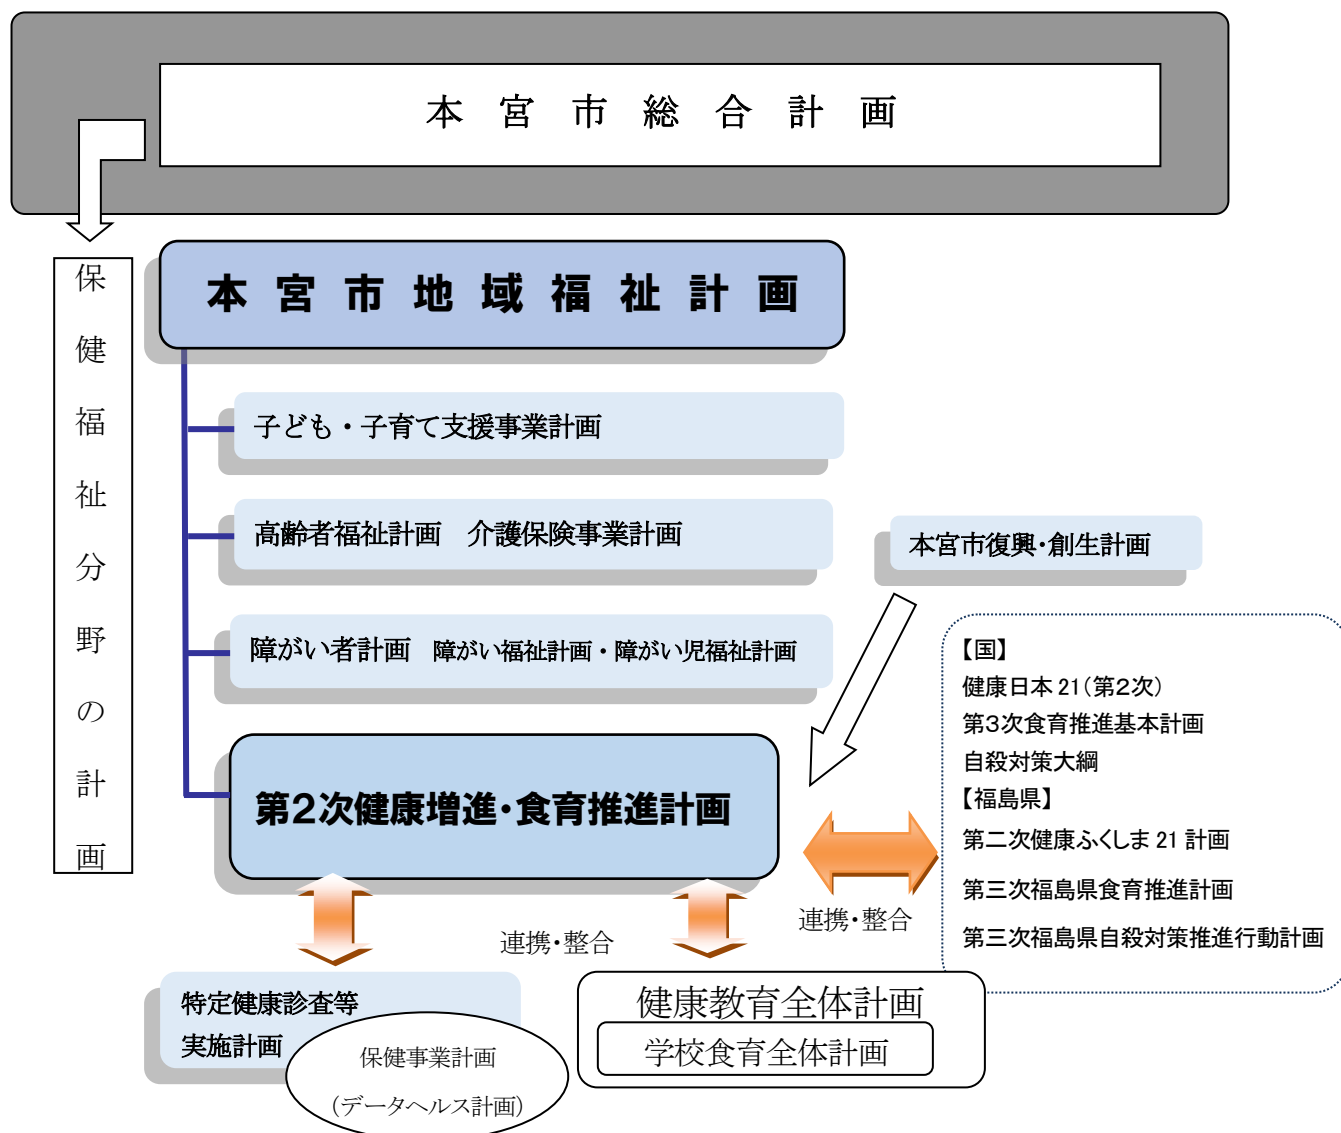 本宮市総合計画
保健福祉分野の計画
本宮市地域福祉計画
子ども・子育て支援事業計画
高齢者福祉計画　介護保険事業計画
障がい者計画　障がい福祉計画・障がい児福祉計画
第２次健康増進・食育推進計画
本宮市復興・創生計画
【国】
健康日本 21（第２次）
第３次食育推進基本計画
自殺対策大綱
【福島県】
第二次健康ふくしま 21 計画
第三次福島県食育推進計画
第三次福島県自殺対策推進行動計画
連携・整合
連携・整合
特定健康診査等
実施計画
保健事業計画
（データヘルス計画）
健康教育全体計画
学校食育全体計画